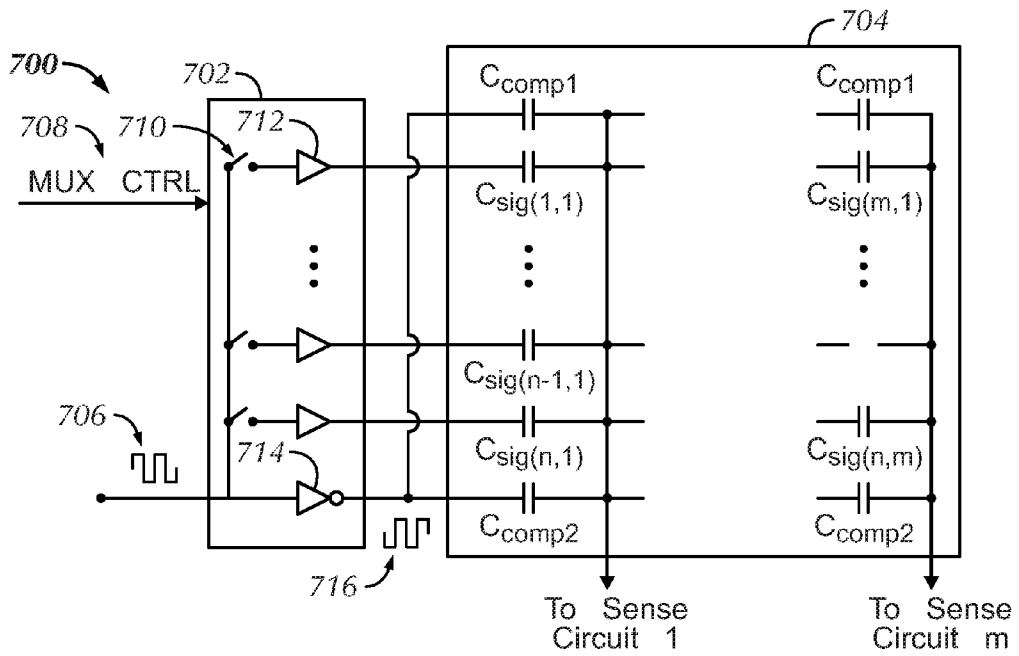 700
702
704
708
710
712
MUX CTRL
Ccomp1
Ccomp1
Csig(1,1)
Csig(m,1)
Csig(n-1,1)
706
714
Csig(n,1)
Csig(n,m)
Ccomp2
Ccomp2
716
To Sense
Circuit 1
To Sense
Circuit m